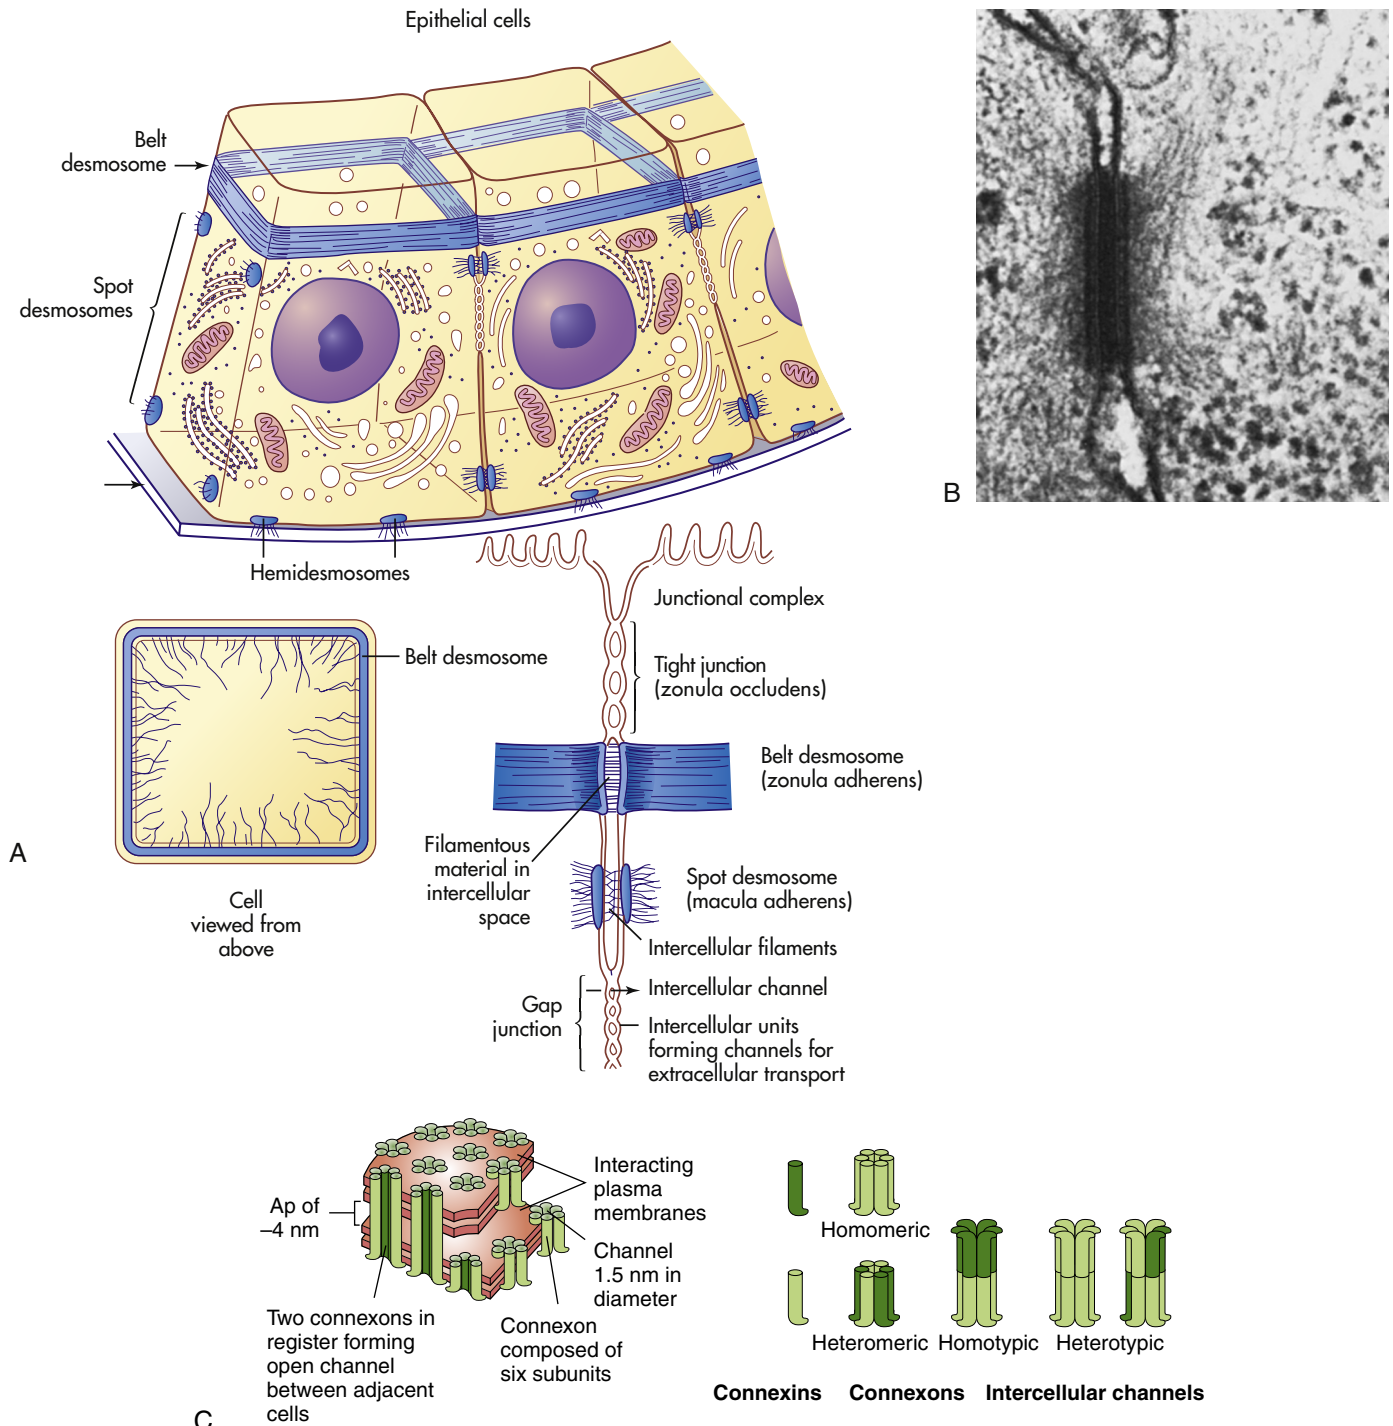 Epithelial cells
Belt
desmosome
Spot
desmosomes
Hemidesmosomes
B
Junctional complex
Tight junction
(zonula occludens)
Belt desmosome
Belt desmosome
(zonula adherens)
Filamentous
material in
intercellular
space
Spot desmosome
(macula adherens)
Intercellular filaments
Cell
viewed from
above
A
Gap
junction
Intercellular channel
Intercellular units
forming channels for
extracellular transport
Ap of
–4 nm
Interacting
plasma
membranes
Channel
1.5 nm in
diameter
Two connexons in
register forming
open channel
between adjacent
cells
Connexon
composed of
six subunits
C
Homomeric
Heteromeric
Homotypic
Heterotypic
Connexins
Connexons
Intercellular channels